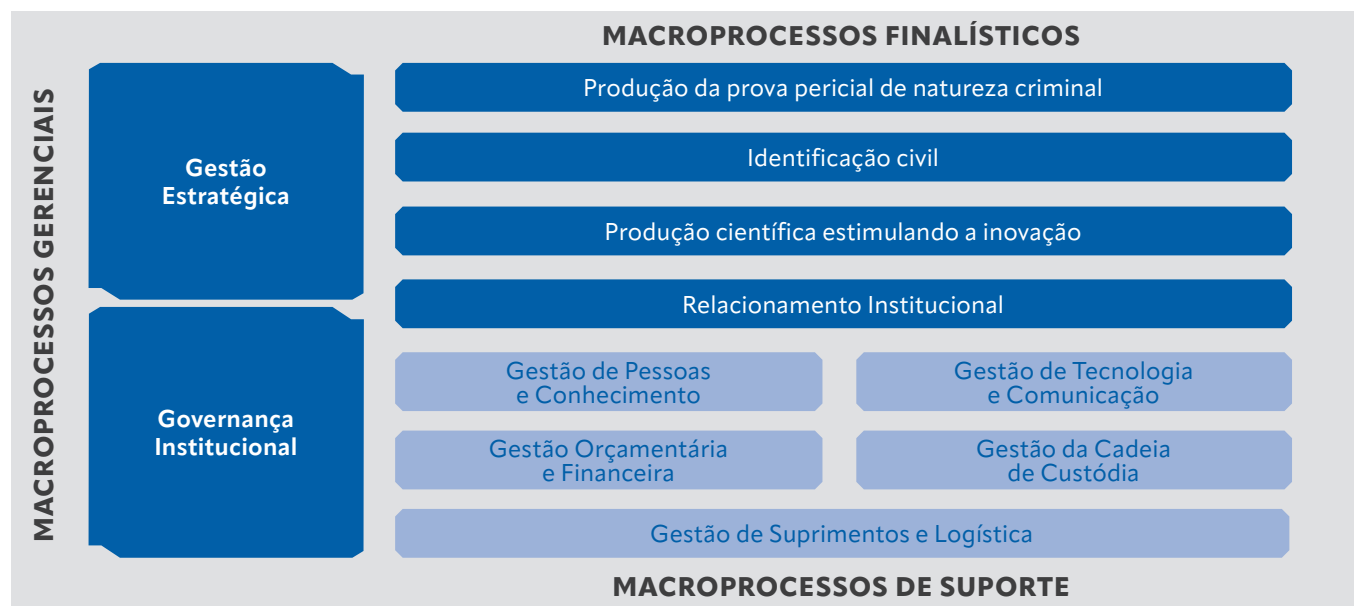 MACROPROCESSOS FINALÍSTICOS
MACROPROCESSOS GERENCIAIS
Gestão
Estratégica
Governança
Institucional
Produção da prova pericial de natureza criminal
Identificação civil
Produção científica estimulando a inovação
Relacionamento Institucional
Gestão de Pessoas
e Conhecimento
Gestão de Tecnologia
e Comunicação
Gestão Orçamentária
e Financeira
Gestão da Cadeia
de Custódia
Gestão de Suprimentos e Logística
MACROPROCESSOS DE SUPORTE